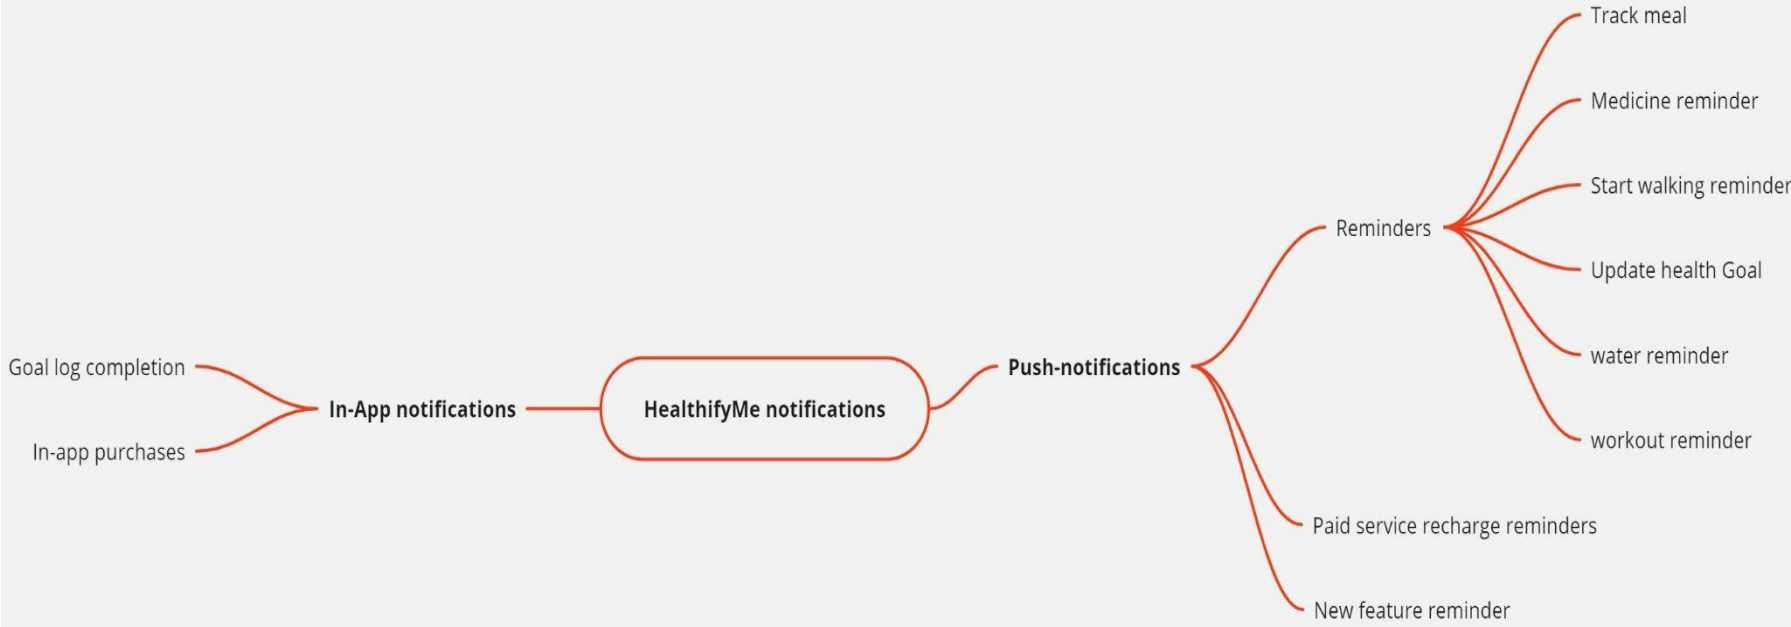 Track meal
Medicine reminder
Start walking reminder
Reminders
Update health Goal
water reminder
Goal log completion
Push-notifications
In-App notifications
HealthifyMe notifications
workout reminder
In-app purchases
Paid service recharge reminders
New feature reminder